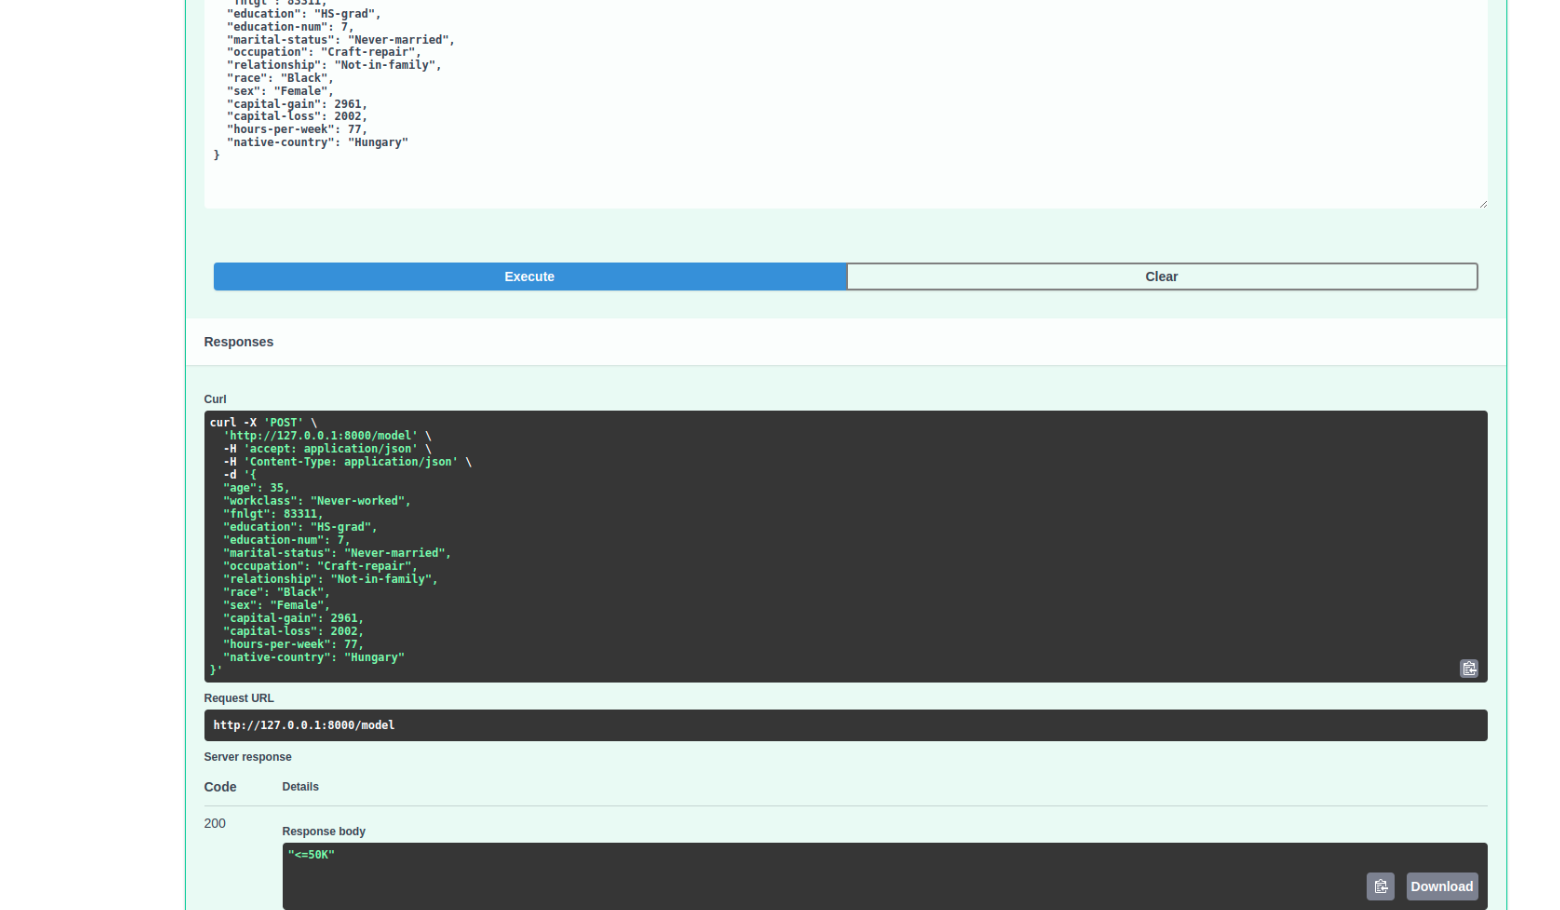 "fnlgt": 83311,
"education": "HS-grad",
"education-num": 7,
"marital-status": "Never-married",
"occupation": "Craft-repair",
"relationship": "Not-in-family",
"race": "Black",
"sex": "Female",
"capital-gain": 2961,
"capital-loss": 2002,
"hours-per-week": 77,
"native-country": "Hungary"
}
Execute
Clear
Responses
Curl
curl -X 'POST' \
'http://127.0.0.1:8000/model' \
-H 'accept: application/json' \
-H 'Content-Type: application/json' \
-d '{
"age": 35,
"workclass": "Never-worked",
"fnlgt": 83311,
"education": "HS-grad",
"education-num": 7,
"marital-status": "Never-married",
"occupation": "Craft-repair",
"relationship": "Not-in-family",
"race": "Black",
"sex": "Female",
"capital-gain": 2961,
"capital-loss": 2002,
"hours-per-week": 77,
"native-country": "Hungary"
}'
Request URL
http://127.0.0.1:8000/model
Server response
Code Details
200
Response body
"<=50K"
Download